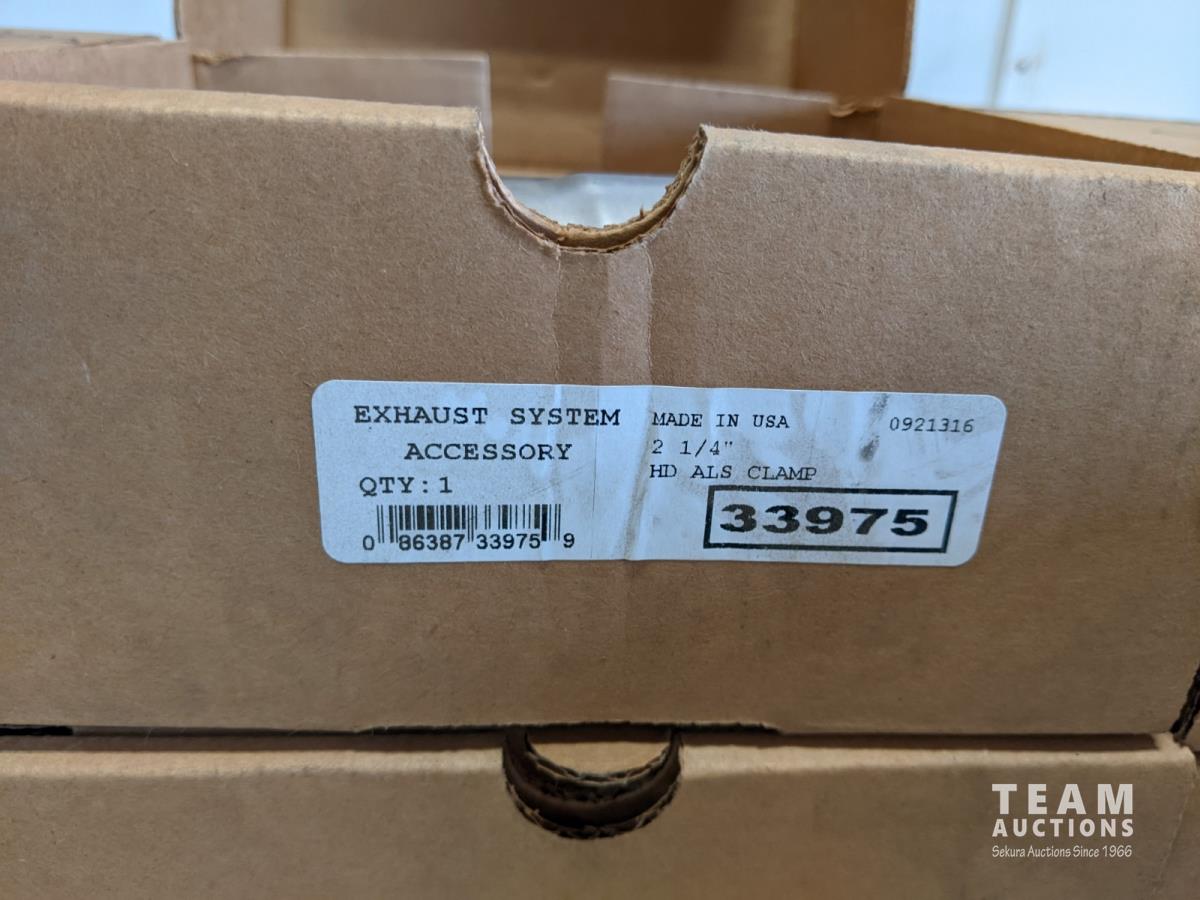 EXHAUST SYSTEM
ACCESSORY
QTY:1
0 86387 33975 9
MADE IN USA
0921316
2 1/4"
HD ALS CLAMP
33975
TEAM
AUCTIONS
Sekura Auctions Since 1966